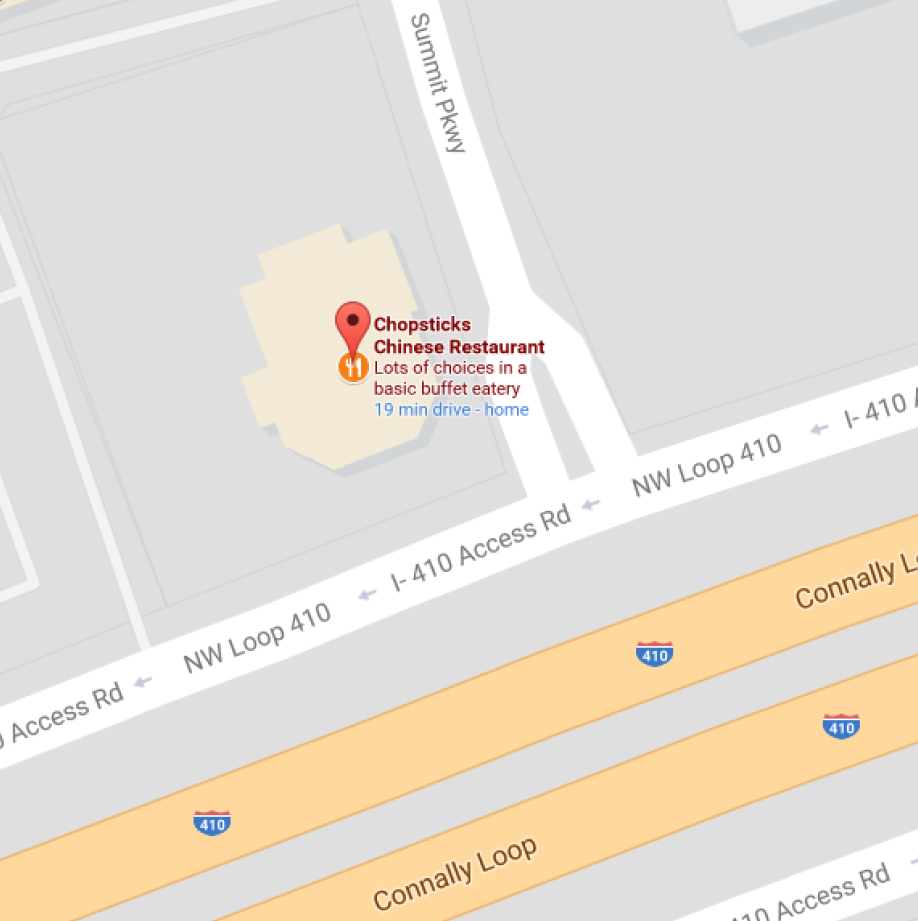 Summit Pkwy
Chopsticks
Chinese Restaurant
Lots of choices in a
basic buffet eatery
19 min drive - home
I- 410 A
NW Loop 410
I- 410 Access Rd
NW Loop 410
Access Rd
Connally Lo
410
410
410
Connally Loop
410 Access Rd